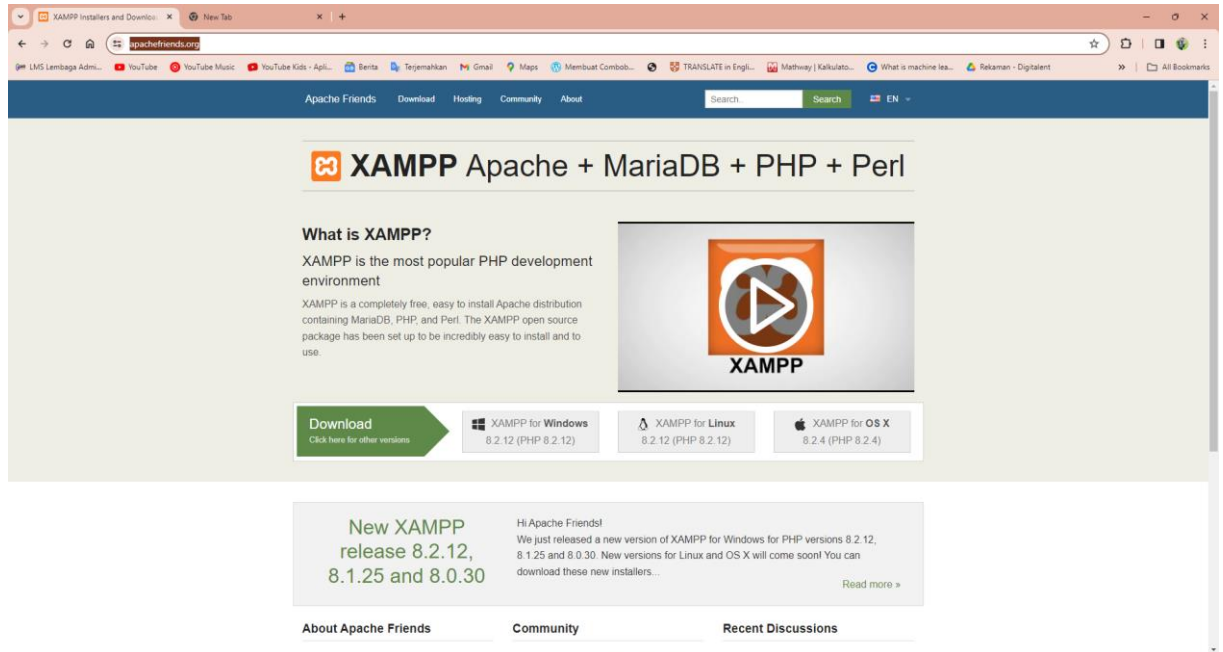 XAMPP Installers and Downloa
New Tab
apachefriends.org
LMS Lembaga Admi... YouTube YouTube Music YouTube Kids - Apli... Berita Terjemahkan Gmail Maps Membuat Combob... TRANSLATE in Engli... Mathway | Kalkulato... What is machine lea... Rekaman - Digitalent » All Bookmarks
Apache Friends Download Hosting Community About Search... Search EN
XAMPP Apache + MariaDB + PHP + Perl
What is XAMPP?
XAMPP is the most popular PHP development
environment
XAMPP is a completely free, easy to install Apache distribution
containing MariaDB, PHP, and Perl. The XAMPP open source
package has been set up to be incredibly easy to install and to
use.
XAMPP
Download
Click here for other versions
XAMPP for Windows
8.2.12 (PHP 8.2.12)
XAMPP for Linux
8.2.12 (PHP 8.2.12)
XAMPP for OS X
8.2.4 (PHP 8.2.4)
New XAMPP
release 8.2.12,
8.1.25 and 8.0.30
Hi Apache Friends!
We just released a new version of XAMPP for Windows for PHP versions 8.2.12,
8.1.25 and 8.0.30. New versions for Linux and OS X will come soon! You can
download these new installers...
Read more »
About Apache Friends
Community
Recent Discussions